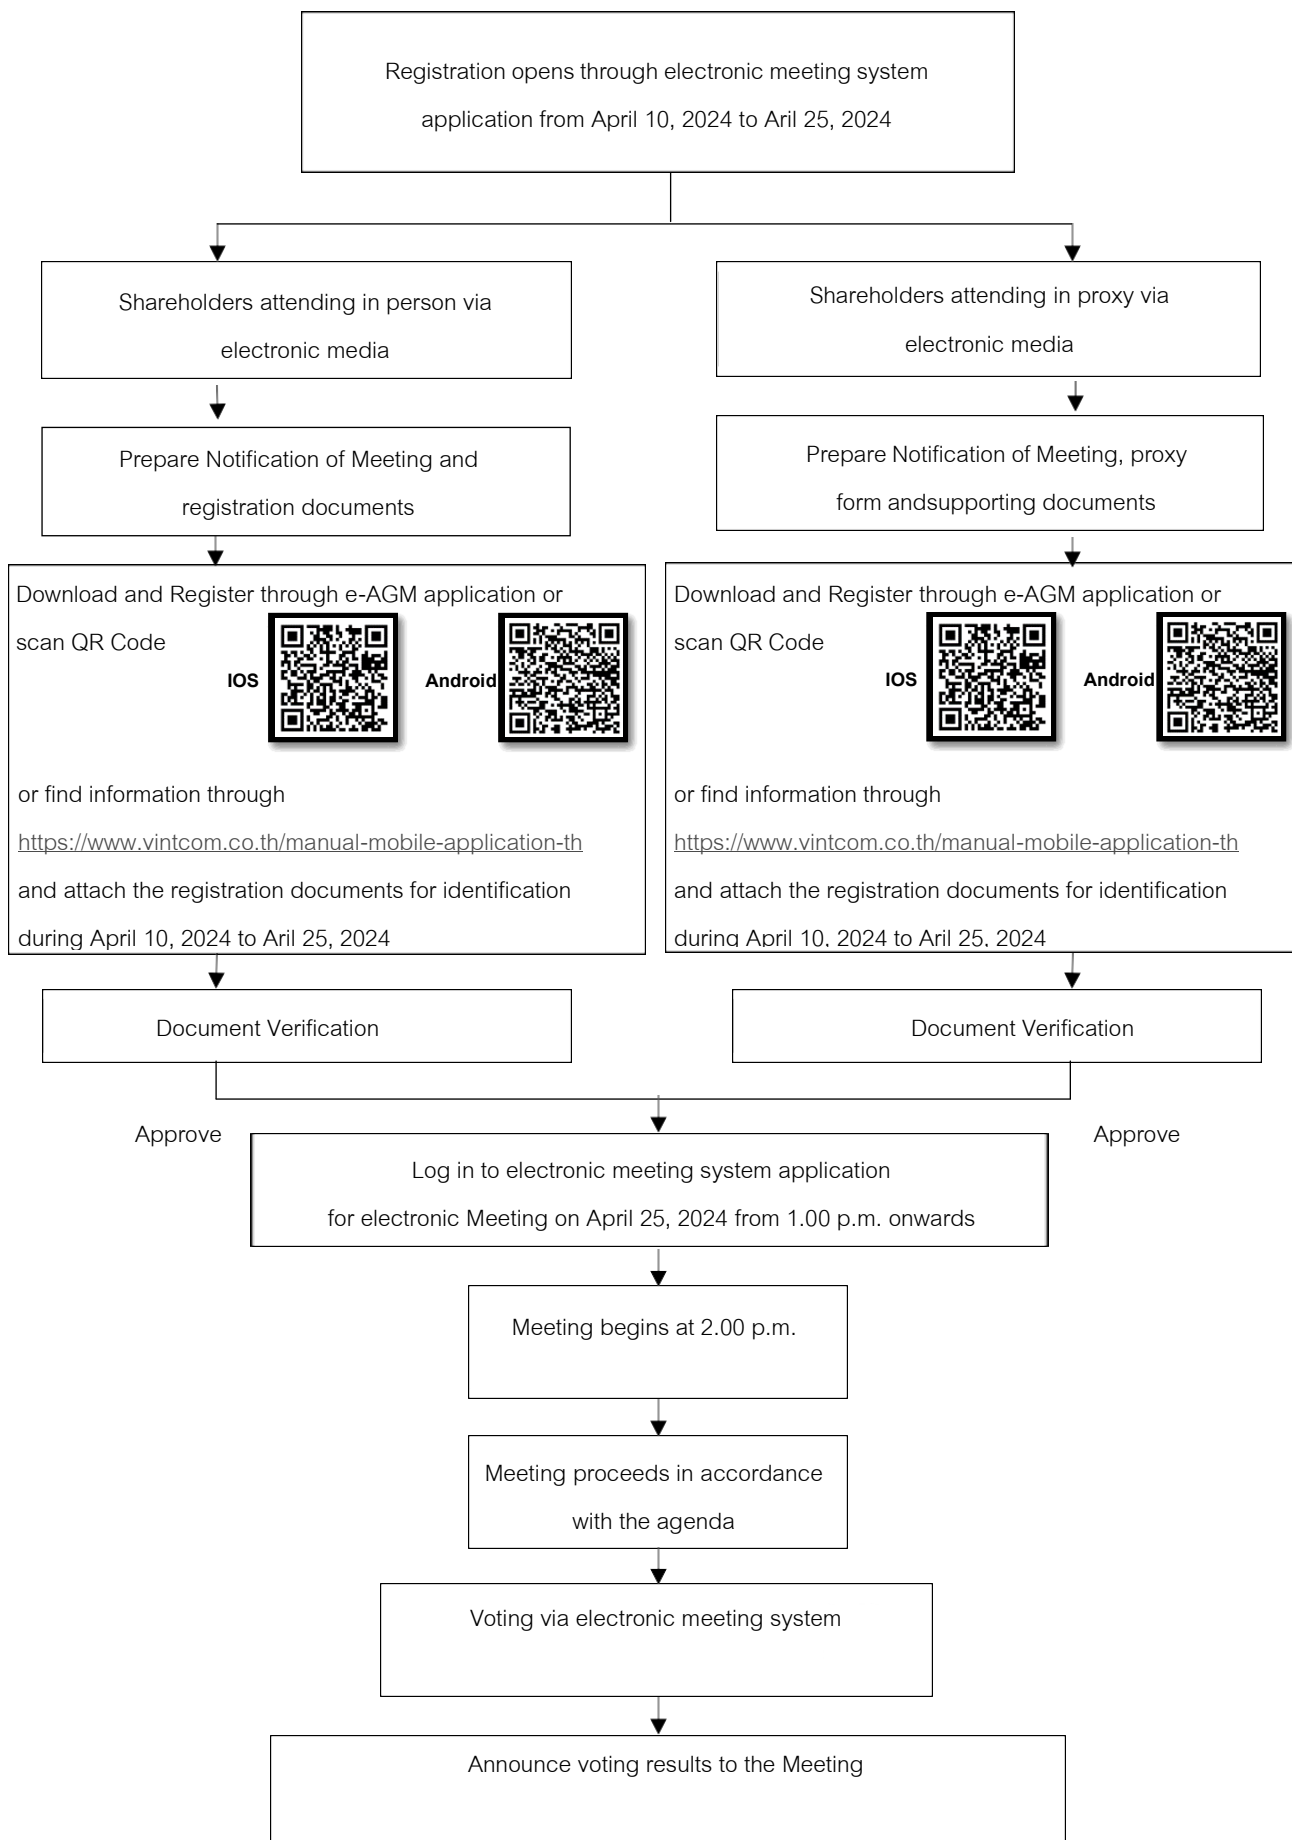 Registration opens through electronic meeting system
application from April 10, 2024 to Aril 25, 2024
Shareholders attending in person via
electronic media
Shareholders attending in proxy via
electronic media
Prepare Notification of Meeting and
registration documents
Prepare Notification of Meeting, proxy
form andsupporting documents
Download and Register through e-AGM application or
scan QR Code
IOS
Android
or find information through
https://www.vintcom.co.th/manual-mobile-application-th
and attach the registration documents for identification
during April 10, 2024 to Aril 25, 2024
Download and Register through e-AGM application or
scan QR Code
IOS
Android
or find information through
https://www.vintcom.co.th/manual-mobile-application-th
and attach the registration documents for identification
during April 10, 2024 to Aril 25, 2024
Document Verification
Document Verification
Approve
Approve
Log in to electronic meeting system application
for electronic Meeting on April 25, 2024 from 1.00 p.m. onwards
Meeting begins at 2.00 p.m.
Meeting proceeds in accordance
with the agenda
Voting via electronic meeting system
Announce voting results to the Meeting